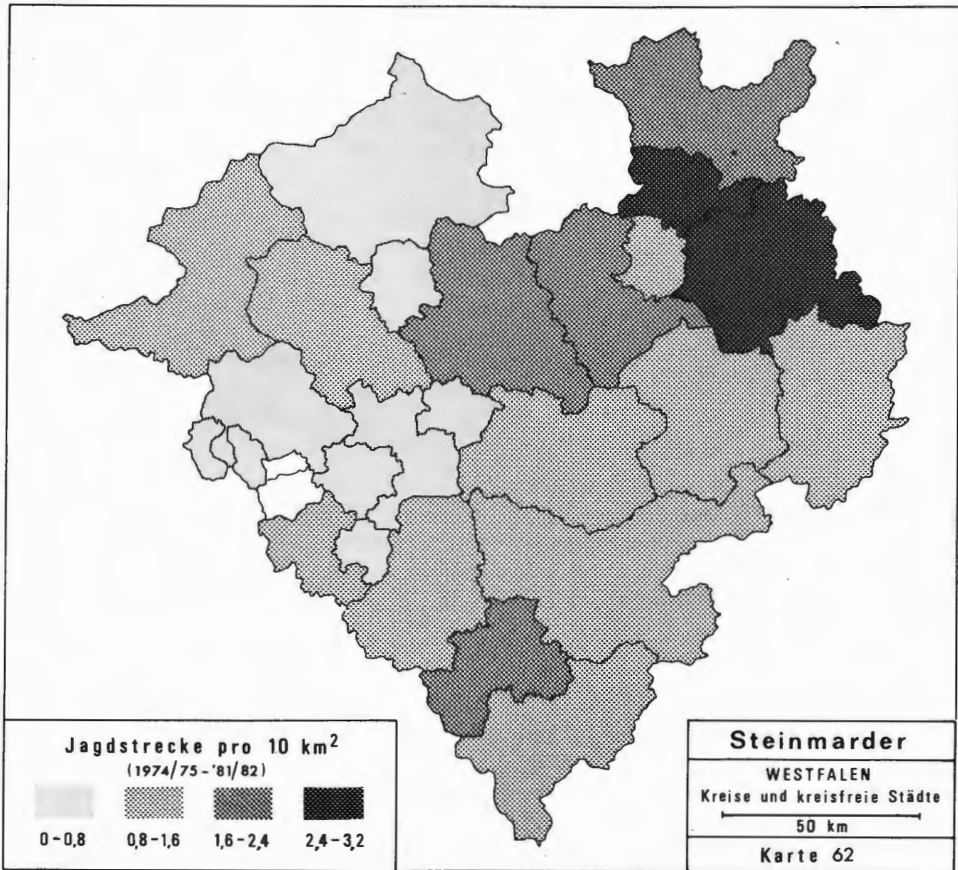 Jagdstrecke pro 10 km²
(1974/75-'81/82)
0-0,8 0,8-1,6 1,6-2,4 2,4-3,2
Steinmarder
WESTFALEN
Kreise und kreisfreie Städte
50 km
Karte 62